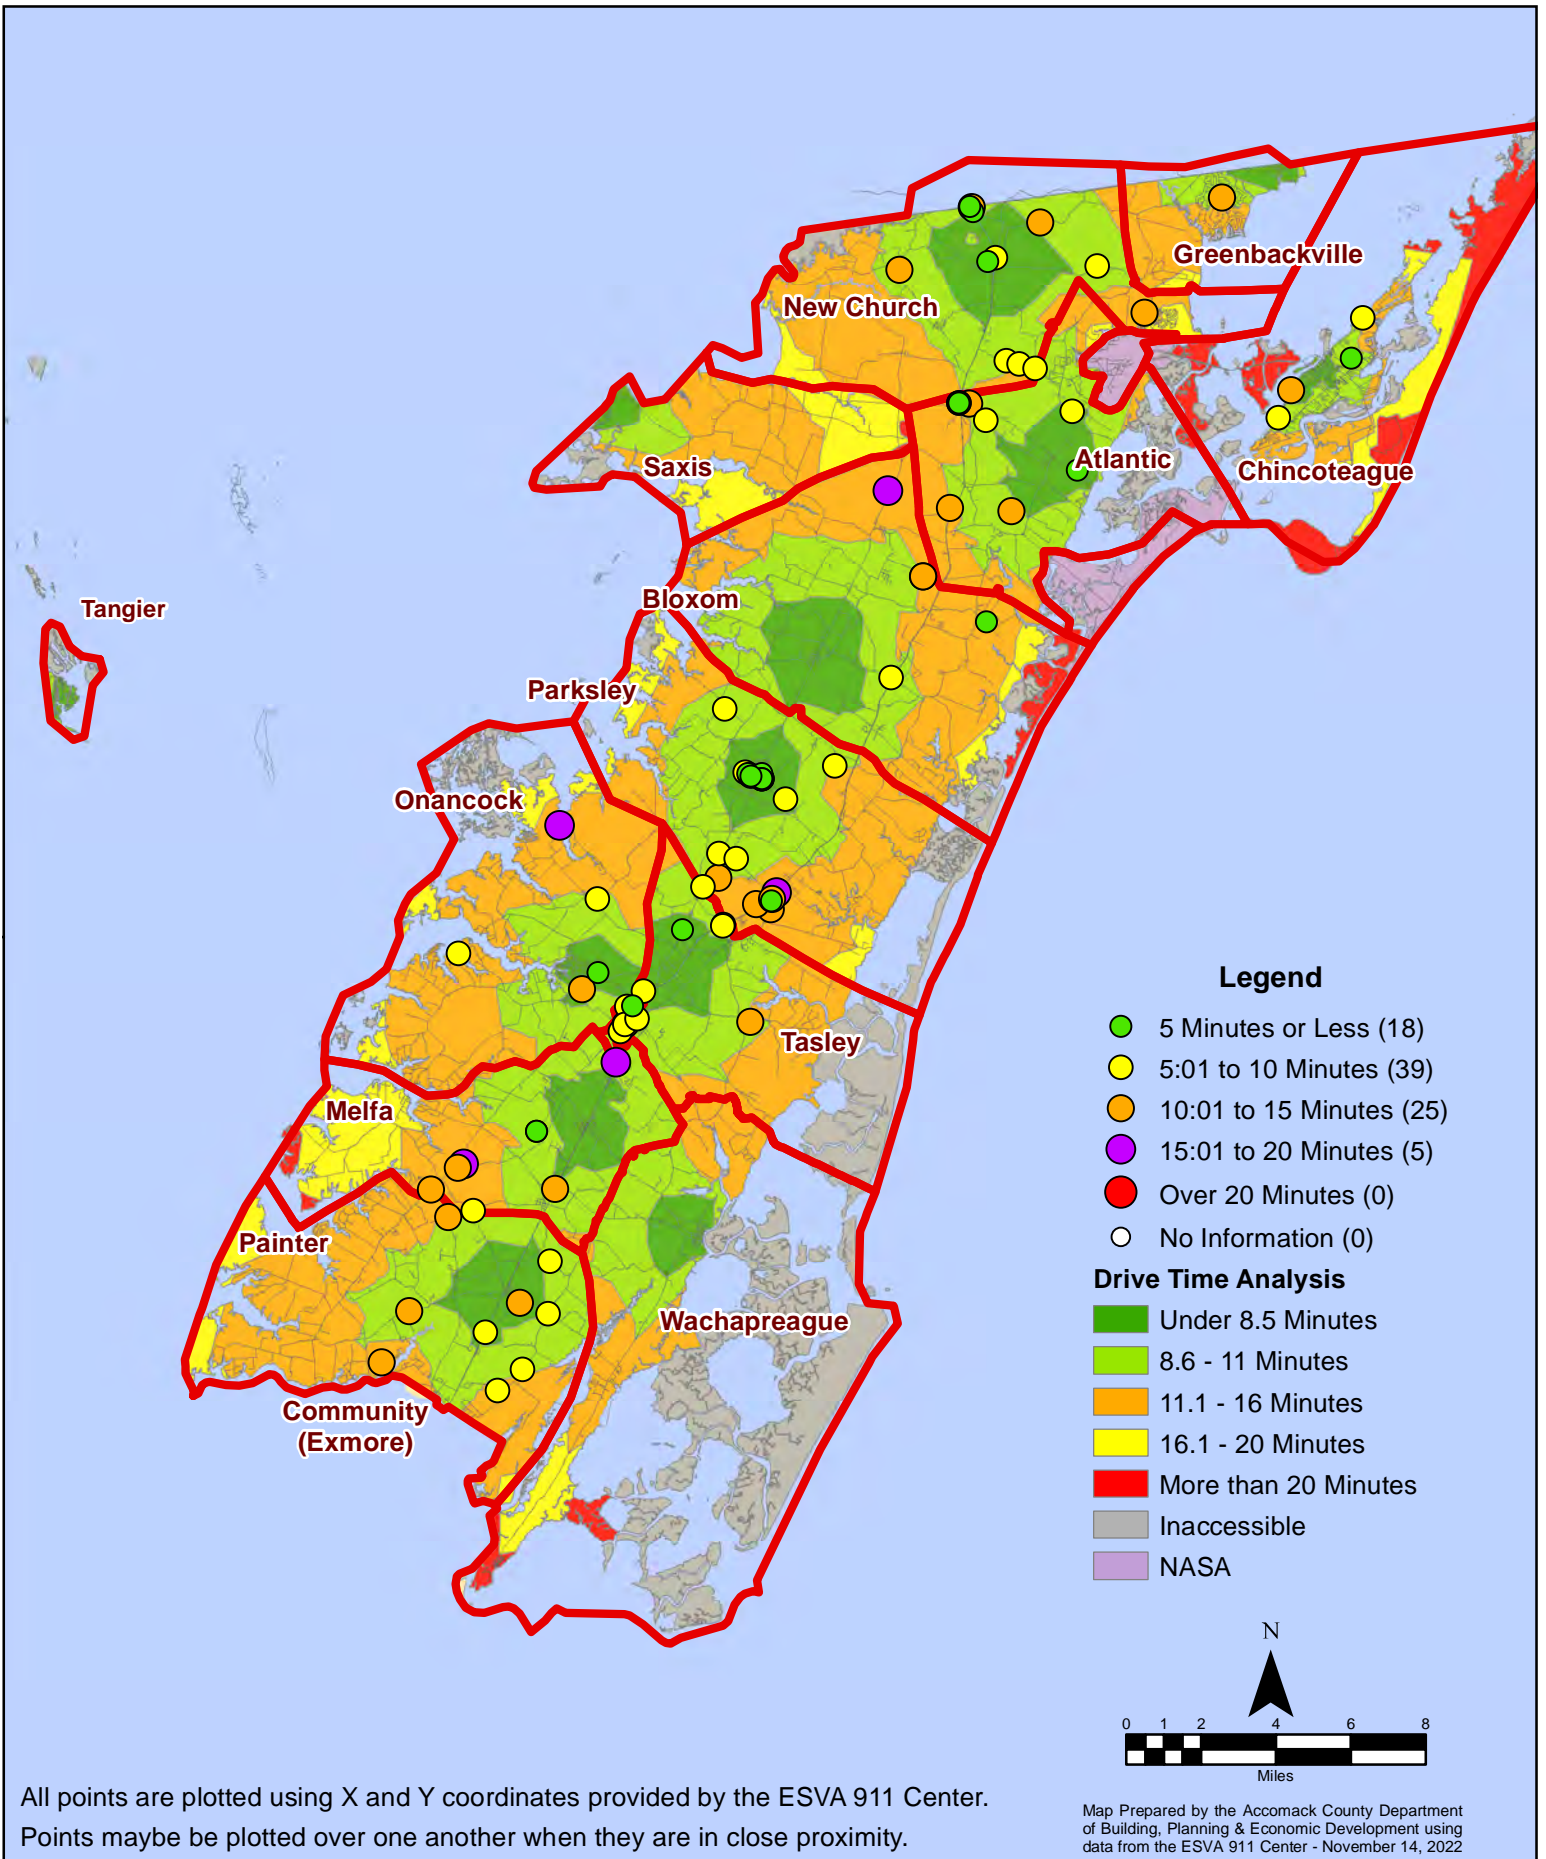 Greenbackville
New Church
Saxis
Atlantic
Chincoteague
Bloxom
Tangier
Parksley
Onancock
Tasley
Melfa
Painter
Wachapreague
Community
(Exmore)
Legend
5 Minutes or Less (18)
5:01 to 10 Minutes (39)
10:01 to 15 Minutes (25)
15:01 to 20 Minutes (5)
Over 20 Minutes (0)
No Information (0)
Drive Time Analysis
Under 8.5 Minutes
8.6 - 11 Minutes
11.1 - 16 Minutes
16.1 - 20 Minutes
More than 20 Minutes
Inaccessible
NASA
N
0 1 2 4 6 8
Miles
All points are plotted using X and Y coordinates provided by the ESVA 911 Center.
Points maybe be plotted over one another when they are in close proximity.
Map Prepared by the Accomack County Department
of Building, Planning & Economic Development using
data from the ESVA 911 Center - November 14, 2022